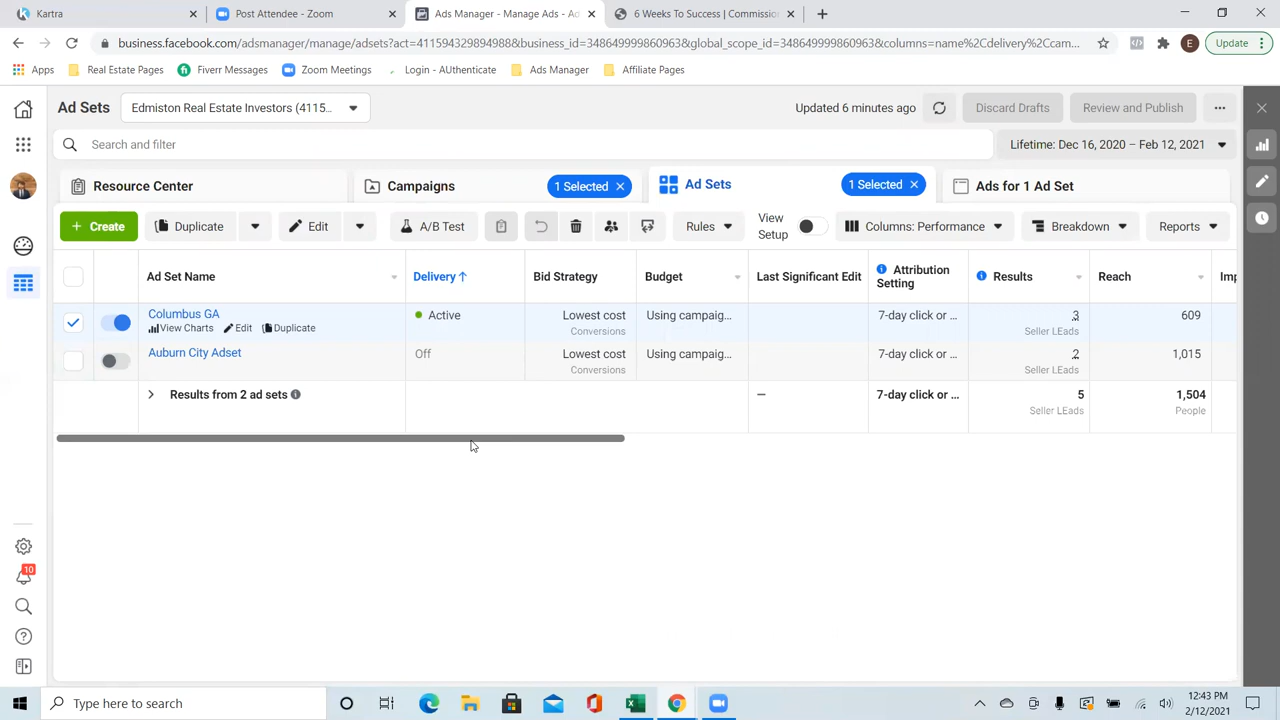 Kartra
Post Attendee - Zoom
Ads Manager - Manage Ads - Ad
6 Weeks To Success | Commission
business.facebook.com/adsmanager/manage/adsets?act=411594329894988&business_id=348649999860963&global_scope_id=348649999860963&columns=name%2Cdelivery%2Ccam...
E
Update
Apps
Real Estate Pages
Fiverr Messages
Zoom Meetings
Login - AUthenticate
Ads Manager
Affiliate Pages
Ad Sets
Edmiston Real Estate Investors (4115...
Updated 6 minutes ago
Discard Drafts
Review and Publish
Search and filter
Lifetime: Dec 16, 2020 – Feb 12, 2021
Resource Center
Campaigns
1 Selected
Ad Sets
1 Selected
Ads for 1 Ad Set
+ Create
Duplicate
Edit
A/B Test
Rules
View Setup
Columns: Performance
Breakdown
Reports
Ad Set Name
Delivery ↑
Bid Strategy
Budget
Last Significant Edit
Attribution Setting
Results
Reach
Imp
Columbus GA
View Charts
Edit
Duplicate
Active
Lowest cost
Conversions
Using campaig...
7-day click or ...
3
Seller LEads
609
Auburn City Adset
Off
Lowest cost
Conversions
Using campaig...
7-day click or ...
2
Seller LEads
1,015
Results from 2 ad sets
—
7-day click or ...
5
Seller LEads
1,504
People
10
Type here to search
12:43 PM
2/12/2021